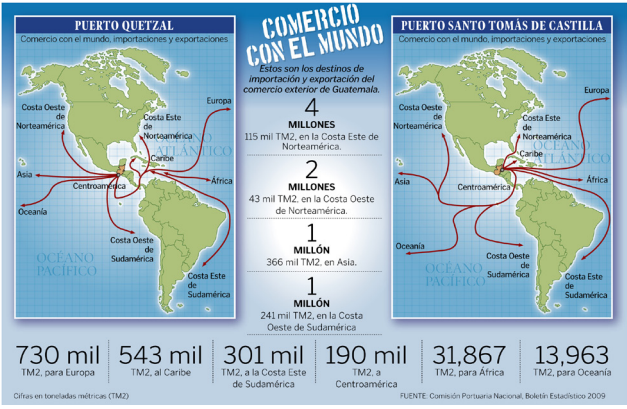 PUERTO QUETZAL
Comercio con el mundo, importaciones y exportaciones
Costa Oeste
de
Norteamérica
Costa Este
de
Norteamérica
Europa
OCÉANO
ATLÁNTICO
Caribe
Asia
Centroamérica
África
Oceanía
Costa Oeste
de
Sudamérica
OCÉANO
PACÍFICO
Costa Este
de
Sudamérica
COMERCIO
CON EL MUNDO
Estos son los destinos de
importación y exportación del
comercio exterior de Guatemala.
4
MILLONES
115 mil TM2, en la Costa Este de
Norteamérica.
2
MILLONES
43 mil TM2, en la Costa Oeste
de Norteamérica.
1
MILLÓN
366 mil TM2, en Asia.
1
MILLÓN
241 mil TM2, en la Costa
Oeste de Sudamérica
PUERTO SANTO TOMÁS DE CASTILLA
Comercio con el mundo, importaciones y exportaciones
Costa Oeste
de
Norteamérica
Costa Este
de
Norteamérica
Europa
OCÉANO
ATLÁNTICO
Caribe
Asia
Centroamérica
África
Oceanía
Costa Oeste
de
Sudamérica
OCÉANO
PACÍFICO
Costa Este
de
Sudamérica
730 mil
TM2, para Europa
543 mil
TM2, al Caribe
301 mil
TM2, a la Costa Este
de Sudamérica
190 mil
TM2, a
Centroamérica
31,867
TM2, para África
13,963
TM2, para Oceanía
Cifras en toneladas métricas (TM2)
FUENTE: Comisión Portuaria Nacional, Boletín Estadístico 2009